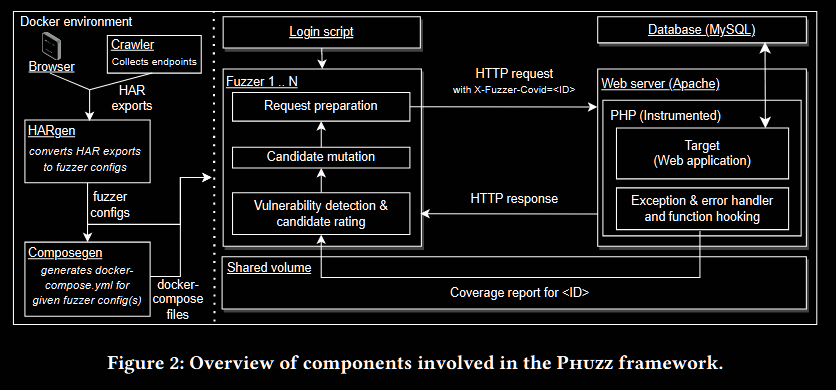 Docker environment
Crawler
Collects endpoints
Browser
HAR
exports
HARgen
converts HAR exports
to fuzzer configs
fuzzer
configs
Composegen
generates docker-
compose.yml for
given fuzzer config(s)
docker-
compose
files
Login script
Database (MySQL)
Fuzzer 1 .. N
Request preparation
Candidate mutation
Vulnerability detection &
candidate rating
HTTP request
with X-Fuzzer-Covid=<ID>
HTTP response
Web server (Apache)
PHP (Instrumented)
Target
(Web application)
Exception & error handler
and function hooking
Shared volume
Coverage report for <ID>
Figure 2: Overview of components involved in the Phuzz framework.